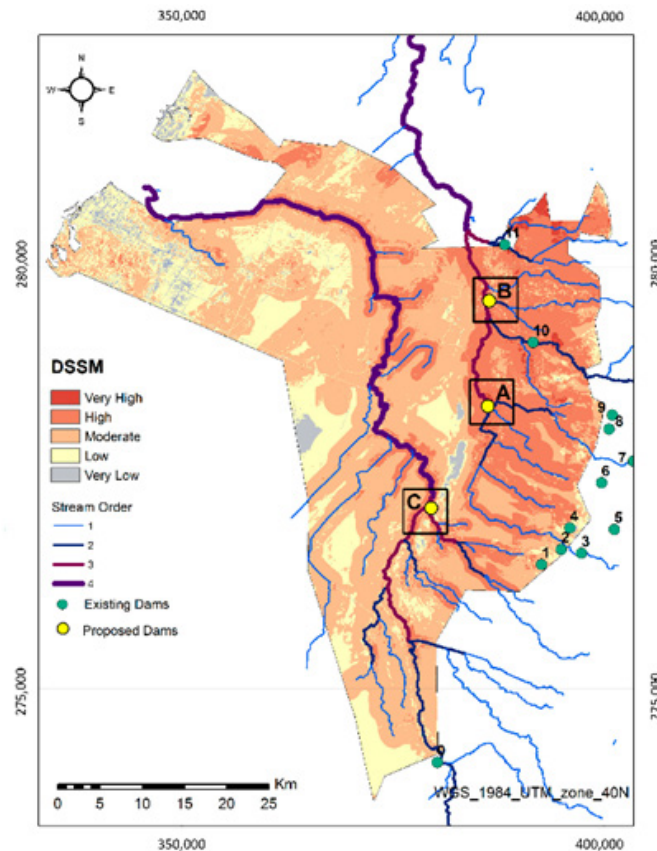 350,000 400,000
N
W E
S
11
280,000 280,000
B
10
DSSM
Very High
High
Moderate
Low
Very Low
A
9
8
7
6
Stream Order
1
2
3
4
C
4
5
2
3
1
Existing Dams
Proposed Dams
275,000 275,000
0
Km
0 5 10 15 20 25
WGS_1984_UTM_zone_40N
350,000 400,000